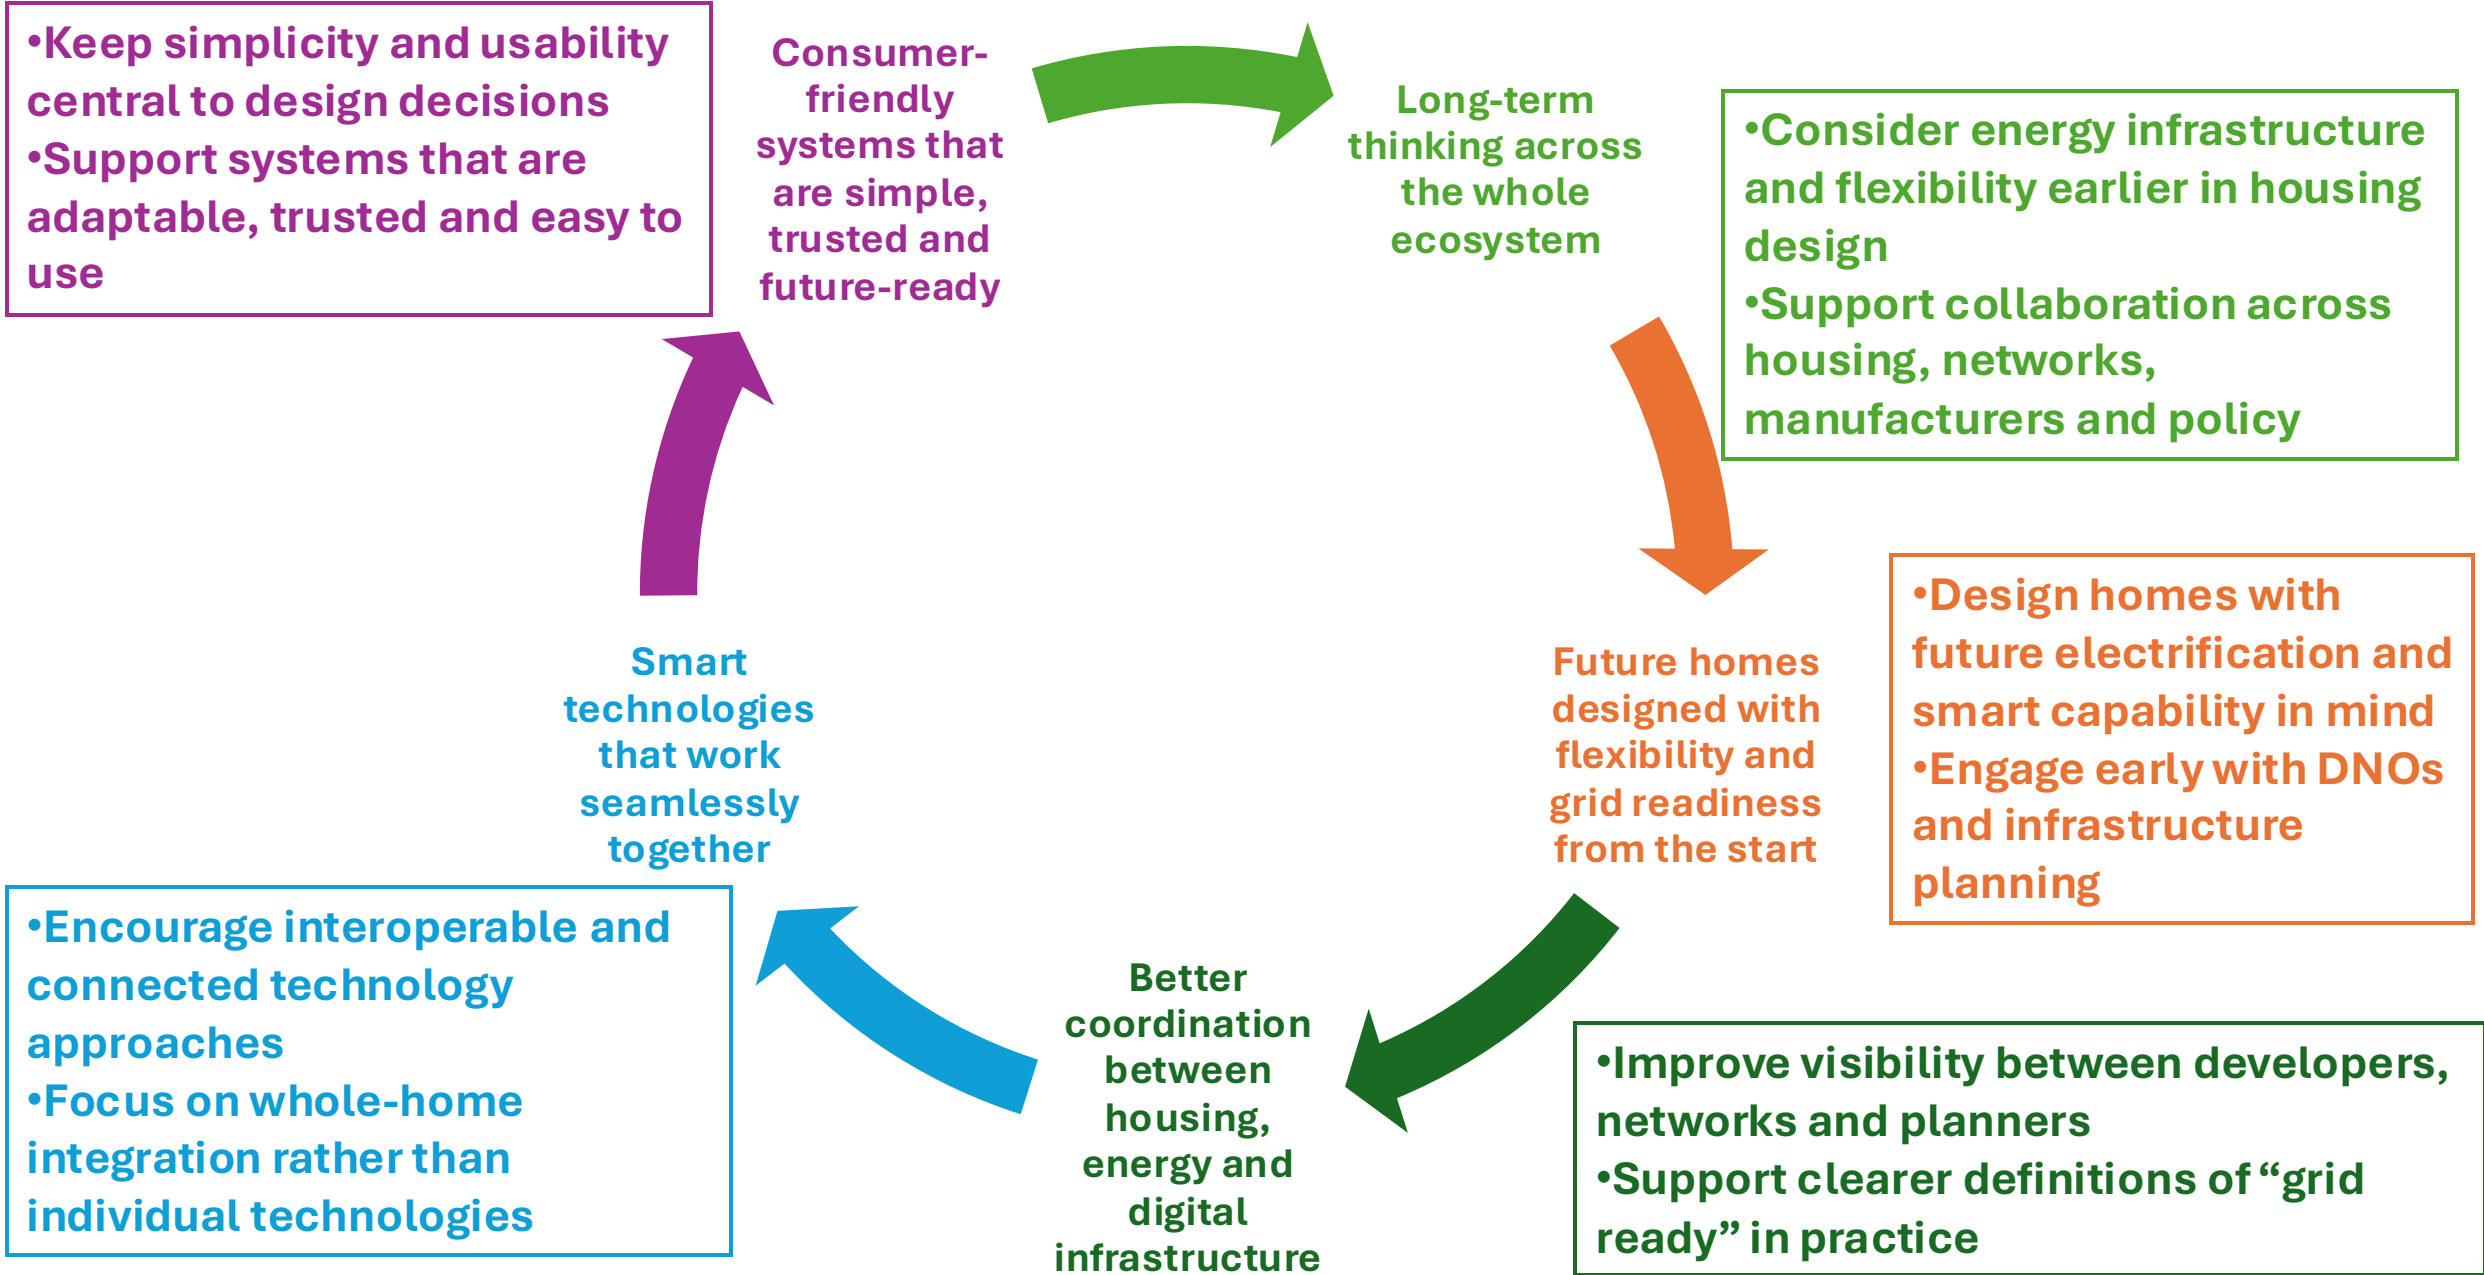 •Keep simplicity and usability
central to design decisions
•Support systems that are
adaptable, trusted and easy to
use
Consumer-
friendly
systems that
are simple,
trusted and
future-ready
Long-term
thinking across
the whole
ecosystem
•Consider energy infrastructure
and flexibility earlier in housing
design
•Support collaboration across
housing, networks,
manufacturers and policy
Future homes
designed with
flexibility and
grid readiness
from the start
•Design homes with
future electrification and
smart capability in mind
•Engage early with DNOs
and infrastructure
planning
Better
coordination
between
housing,
energy and
digital
infrastructure
•Improve visibility between developers,
networks and planners
•Support clearer definitions of “grid
ready” in practice
Smart
technologies
that work
seamlessly
together
•Encourage interoperable and
connected technology
approaches
•Focus on whole-home
integration rather than
individual technologies